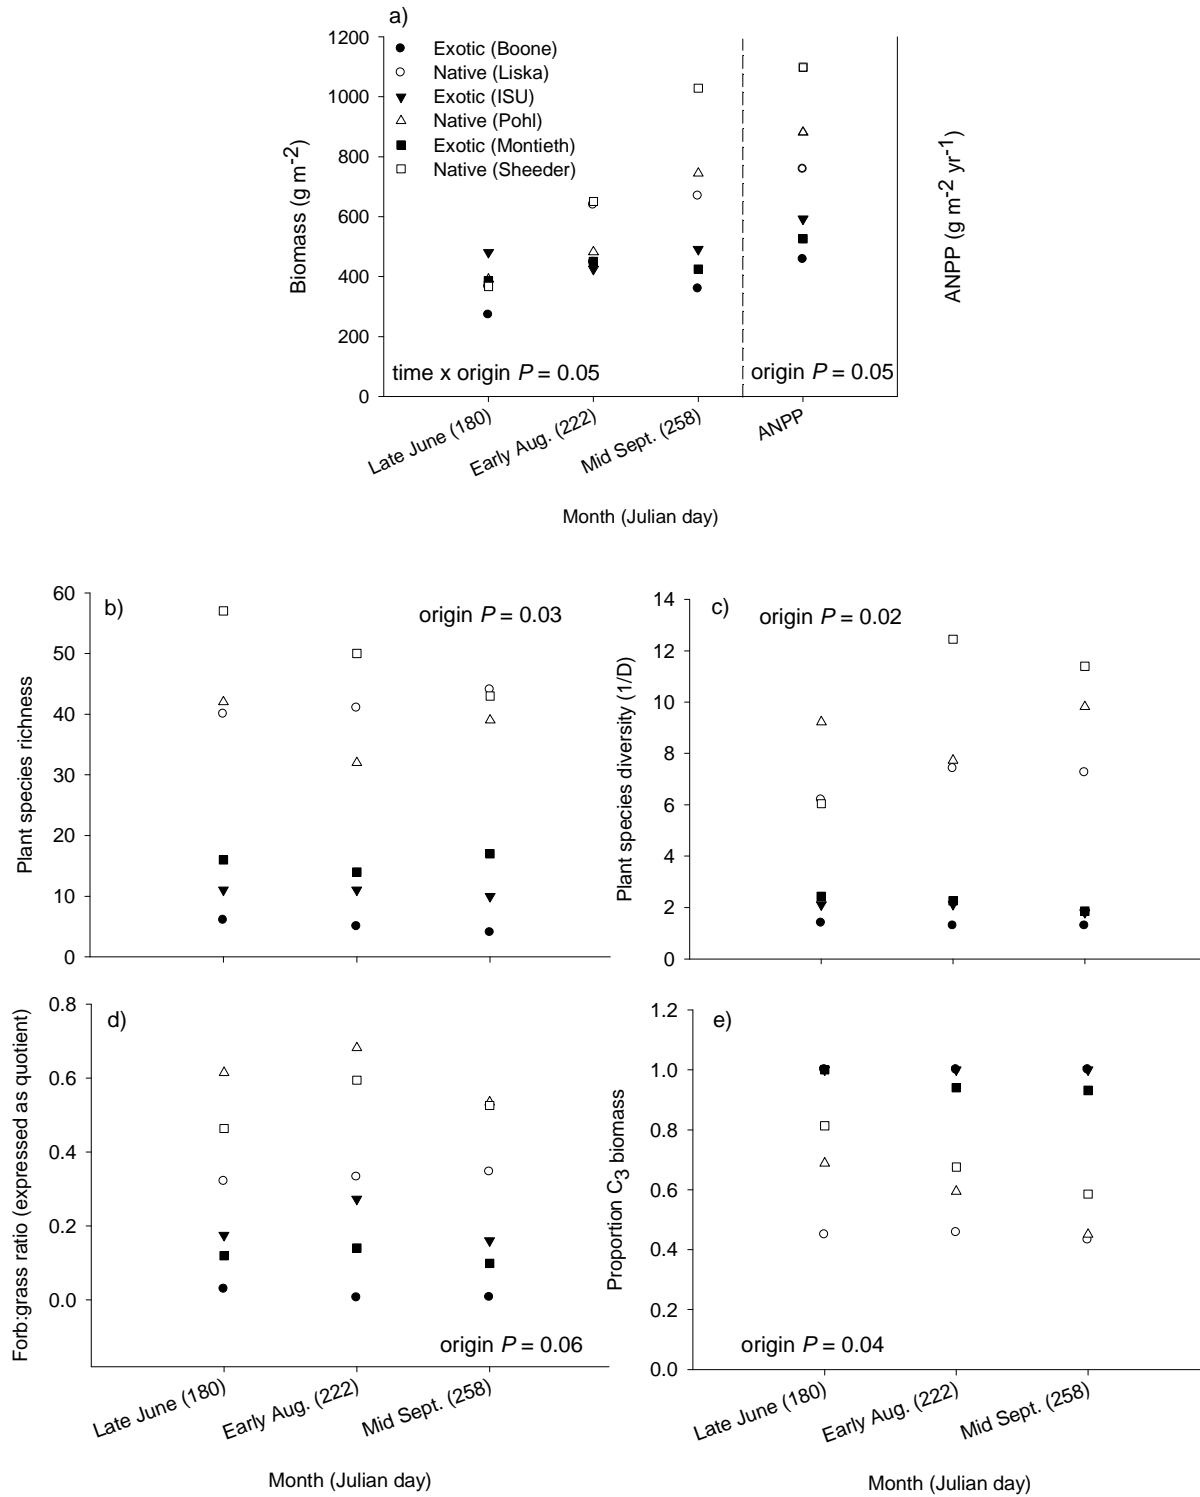 a)
1200
1000
800
600
400
200
0
Biomass (g m-2)
Exotic (Boone)
Native (Liska)
Exotic (ISU)
Native (Pohl)
Exotic (Montieth)
Native (Sheeder)
ANPP (g m-2 yr-1)
time x origin P = 0.05
origin P = 0.05
Late June (180)
Early Aug. (222)
Mid Sept. (258)
ANPP
Month (Julian day)
b)
origin P = 0.03
60
50
40
30
20
10
0
Plant species richness
c)
origin P = 0.02
14
12
10
8
6
4
2
0
Plant species diversity (1/D)
d)
0.8
0.6
0.4
0.2
0.0
Forb:grass ratio (expressed as quotient)
origin P = 0.06
Late June (180)
Early Aug. (222)
Mid Sept. (258)
Month (Julian day)
e)
1.2
1.0
0.8
0.6
0.4
0.2
0.0
Proportion C3 biomass
origin P = 0.04
Late June (180)
Early Aug. (222)
Mid Sept. (258)
Month (Julian day)